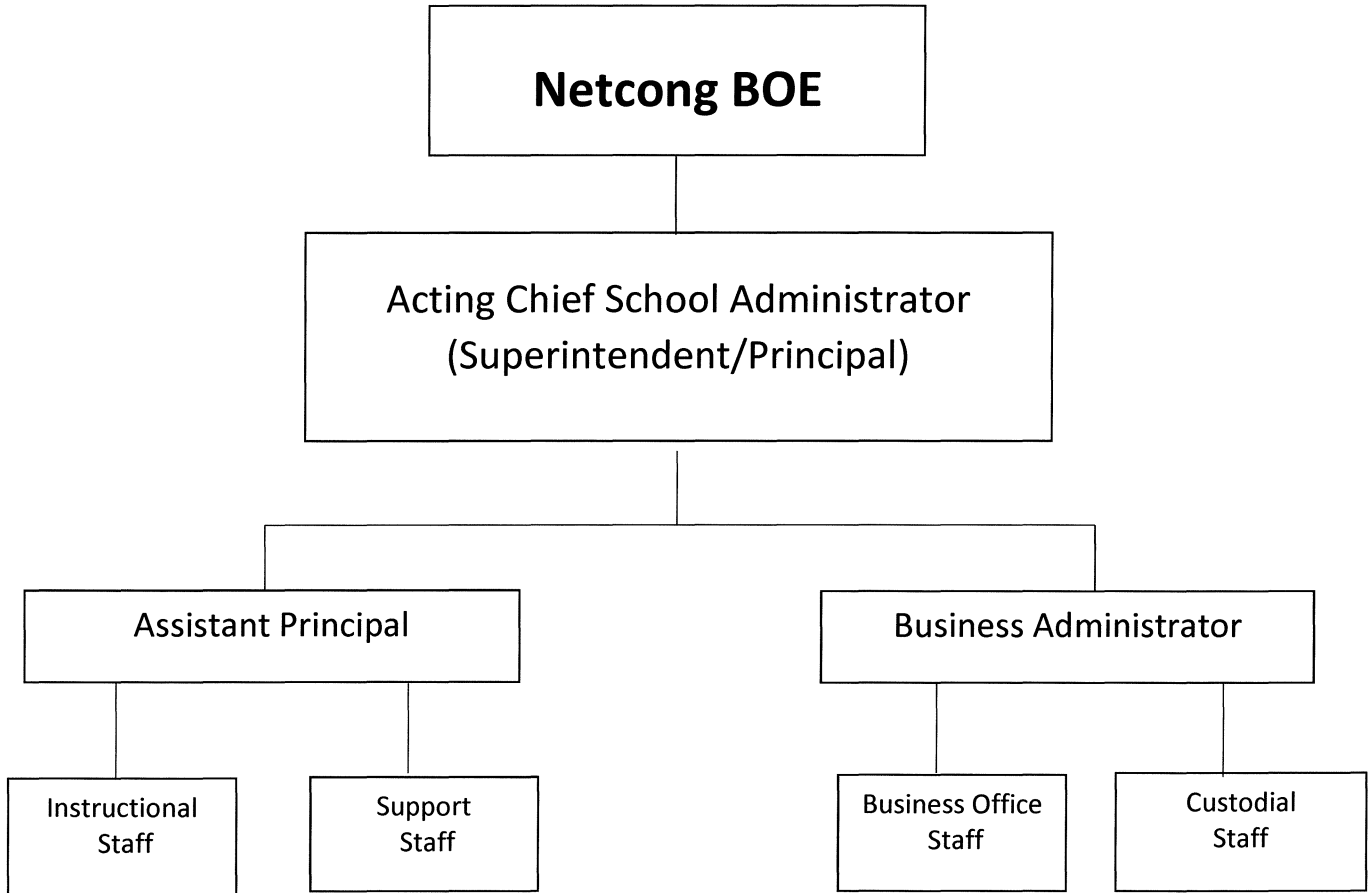 Netcong BOE
Acting Chief School Administrator
(Superintendent/Principal)
Assistant Principal
Business Administrator
Instructional
Staff
Support
Staff
Business Office
Staff
Custodial
Staff